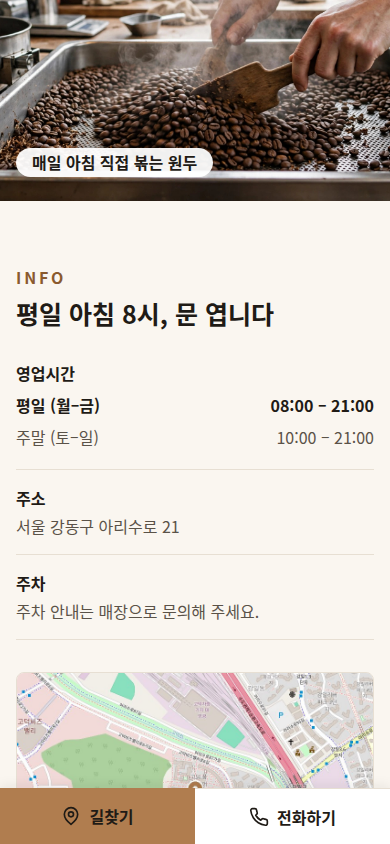 매일 아침 직접 볶는 원두
INFO
평일 아침 8시, 문 엽니다
영업시간
평일 (월–금) 08:00 – 21:00
주말 (토–일) 10:00 – 21:00
주소
서울 강동구 아리수로 21
주차
주차 안내는 매장으로 문의해 주세요.
길찾기
전화하기